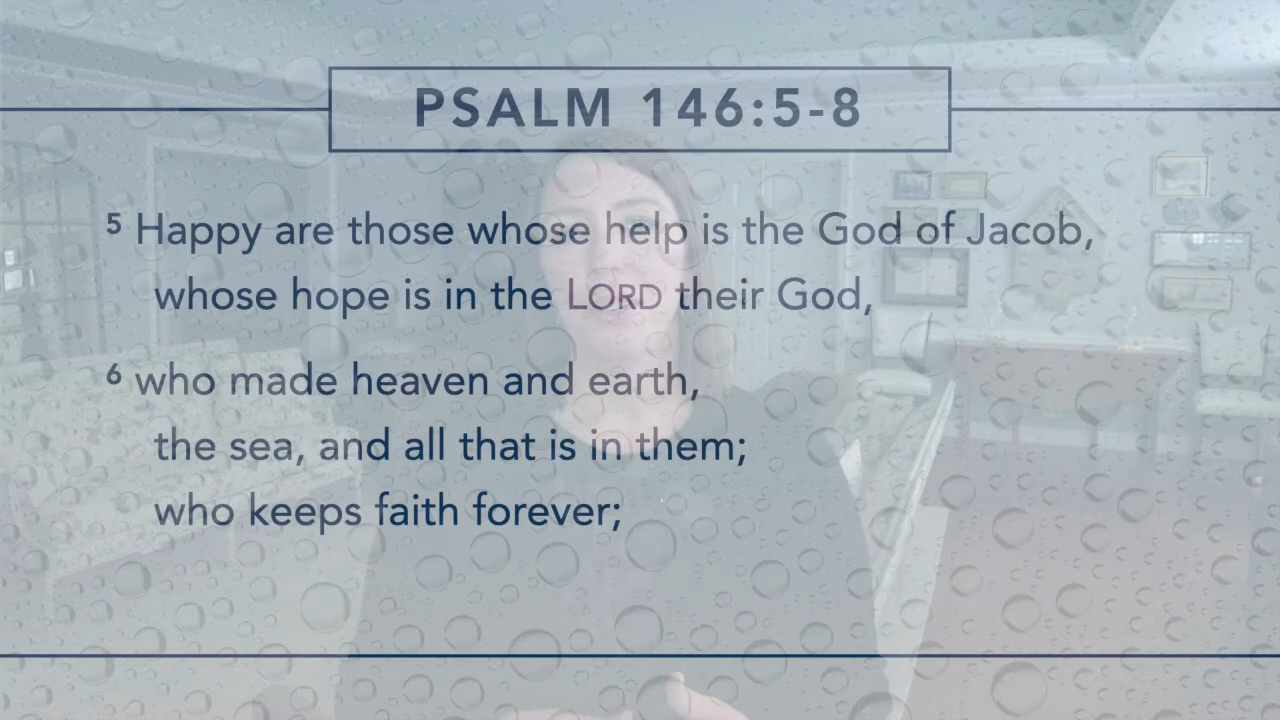 PSALM 146:5-8
5 Happy are those whose help is the God of Jacob,
whose hope is in the LORD their God,
6 who made heaven and earth,
the sea, and all that is in them;
who keeps faith forever;